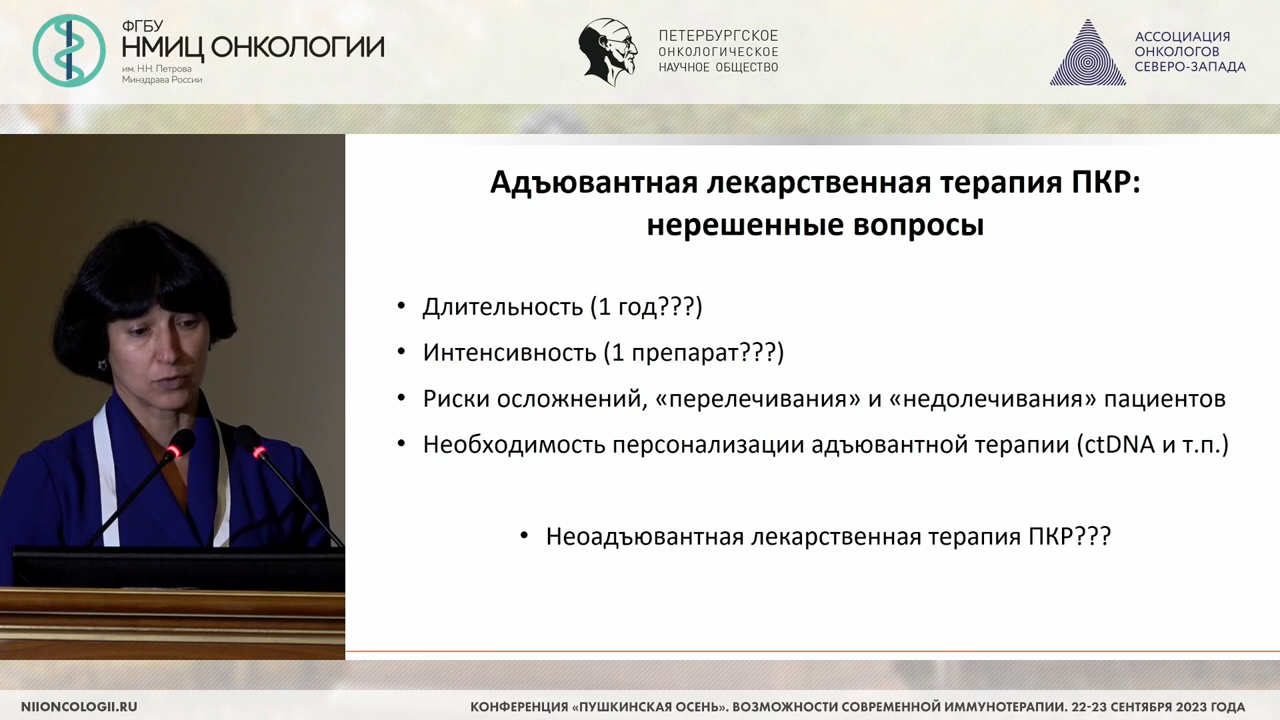 ФГБУ
НМИЦ ОНКОЛОГИИ
им. Н.Н. Петрова
Минздрава России
ПЕТЕРБУРГСКОЕ
ОНКОЛОГИЧЕСКОЕ
НАУЧНОЕ ОБЩЕСТВО
АССОЦИАЦИЯ
ОНКОЛОГОВ
СЕВЕРО-ЗАПАДА
Адъювантная лекарственная терапия ПКР:
нерешенные вопросы
• Длительность (1 год???)
• Интенсивность (1 препарат???)
• Риски осложнений, «перелечивания» и «недолечивания» пациентов
• Необходимость персонализации адъювантной терапии (ctDNA и т.п.)
• Неоадъювантная лекарственная терапия ПКР???
NIIONCOLOGII.RU
КОНФЕРЕНЦИЯ «ПУШКИНСКАЯ ОСЕНЬ». ВОЗМОЖНОСТИ СОВРЕМЕННОЙ ИММУНОТЕРАПИИ. 22-23 СЕНТЯБРЯ 2023 ГОДА